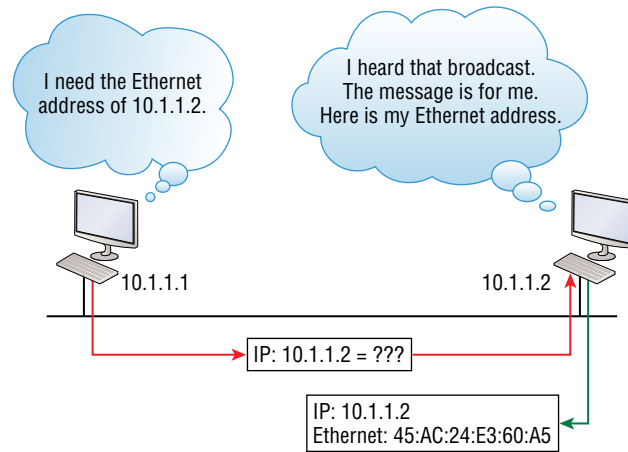 I need the Ethernet
address of 10.1.1.2.
I heard that broadcast.
The message is for me.
Here is my Ethernet address.
10.1.1.1
10.1.1.2
IP: 10.1.1.2 = ???
IP: 10.1.1.2
Ethernet: 45:AC:24:E3:60:A5